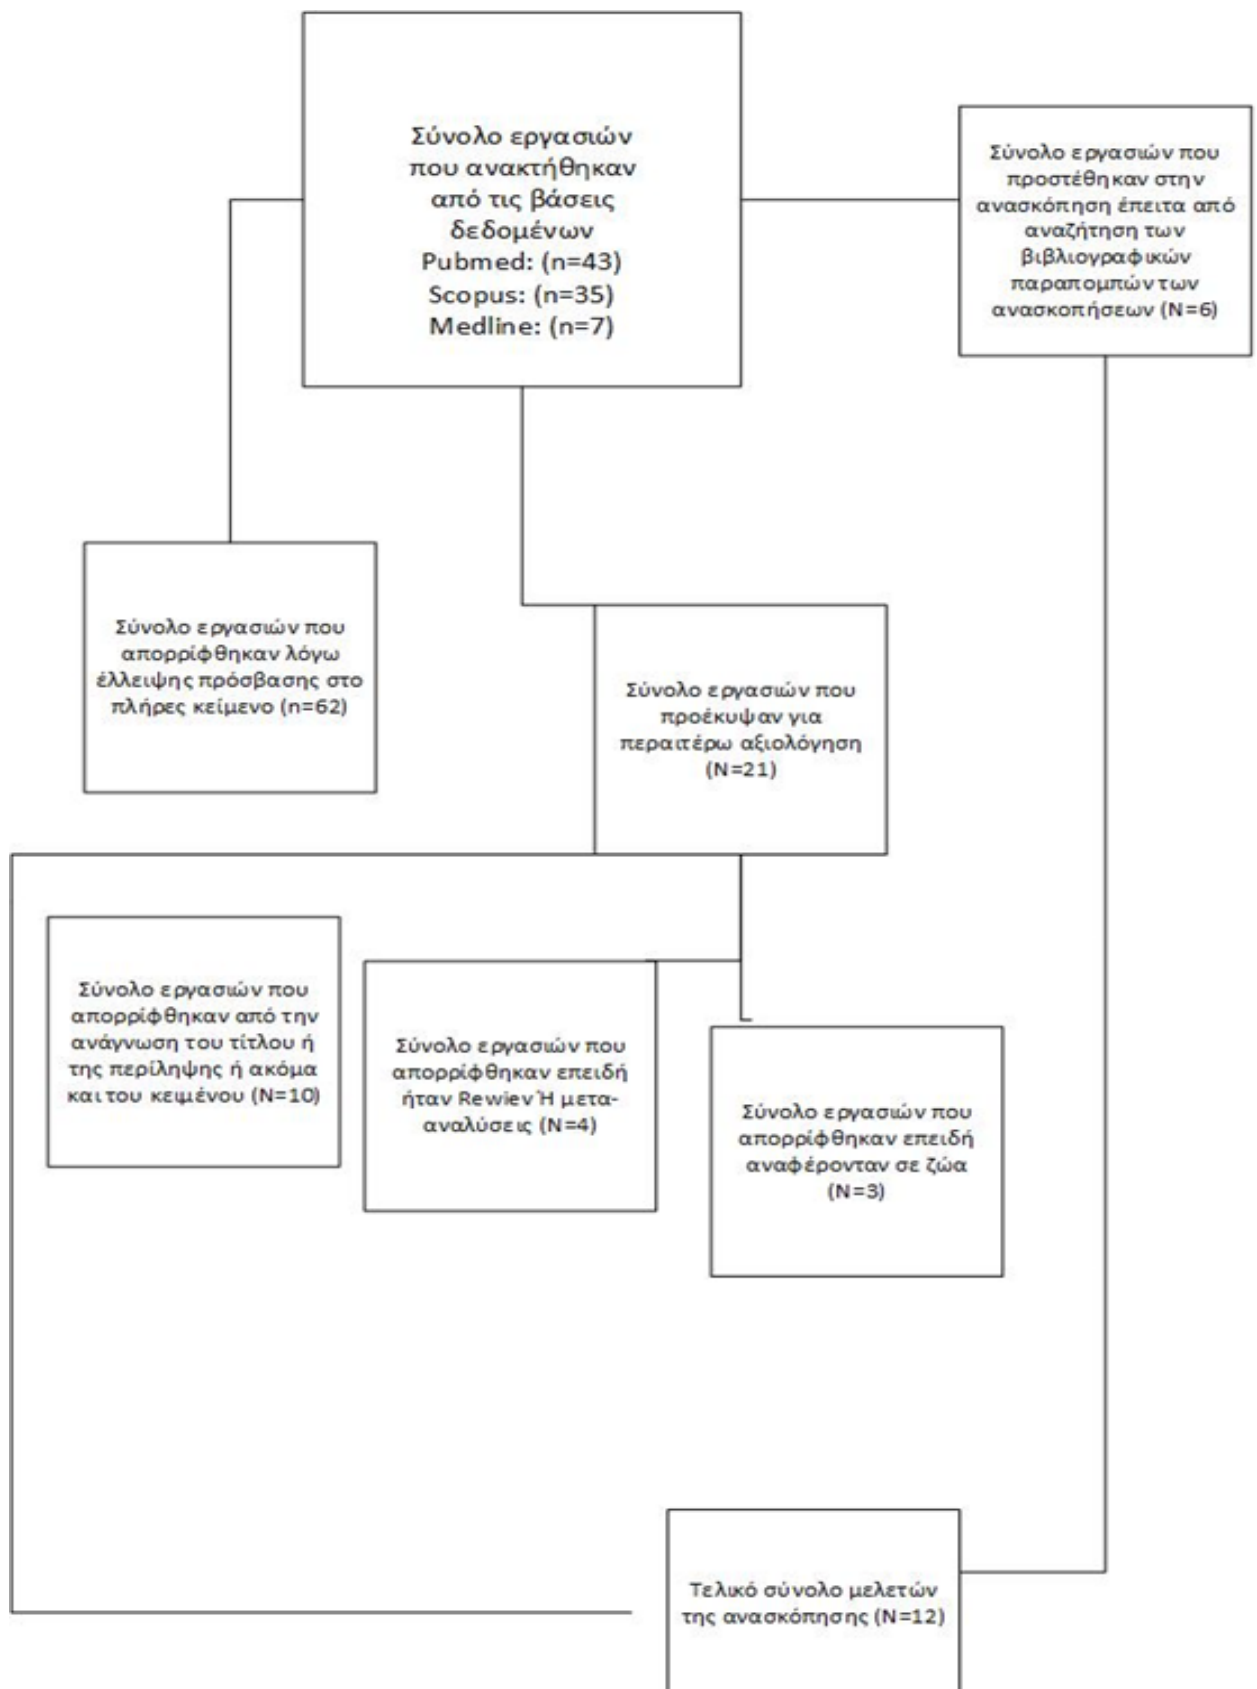 Σύνολο εργασιών
που ανακτήθηκαν
από τις βάσεις
δεδομένων
Pubmed: (n=43)
Scopus: (n=35)
Medline: (n=7)
Σύνολο εργασιών που
προστέθηκαν στην
ανασκόπηση έπειτα από
αναζήτηση των
βιβλιογραφικών
παραπομπών των
ανασκοπήσεων (N=6)
Σύνολο εργασιών που
απορρίφθηκαν λόγω
έλλειψης πρόσβασης στο
πλήρες κείμενο (n=62)
Σύνολο εργασιών που
προέκυψαν για
περαιτέρω αξιολόγηση
(N=21)
Σύνολο εργασιών που
απορρίφθηκαν από την
ανάγνωση του τίτλου ή
της περίληψης ή ακόμα
και του κειμένου (N=10)
Σύνολο εργασιών που
απορρίφθηκαν επειδή
ήταν Rewiev Ή μετα-
αναλύσεις (N=4)
Σύνολο εργασιών που
απορρίφθηκαν επειδή
αναφέρονταν σε ζώα
(N=3)
Τελικό σύνολο μελετών
της ανασκόπησης (N=12)